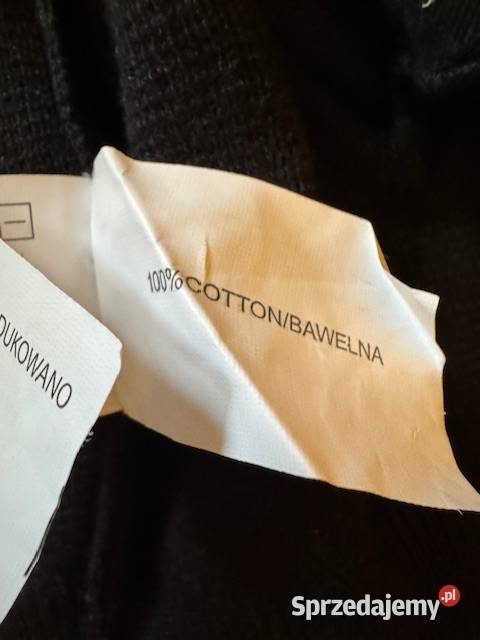 100% COTTON/BAWELNA
DUKOWANO
Sprzedajemy.pl